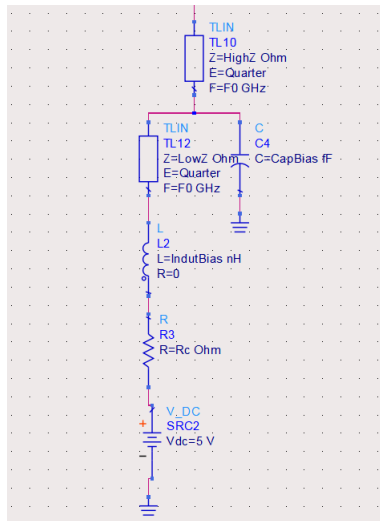 TLIN
TL10
Z=HighZ Ohm
E=Quarter
F=F0 GHz
TLIN
TL12
Z=LowZ Ohm
E=Quarter
F=F0 GHz
C
C4
C=CapBias fF
L
L2
L=IndutBias nH
R=0
R
R3
R=Rc Ohm
V_DC
SRC2
Vdc=5 V